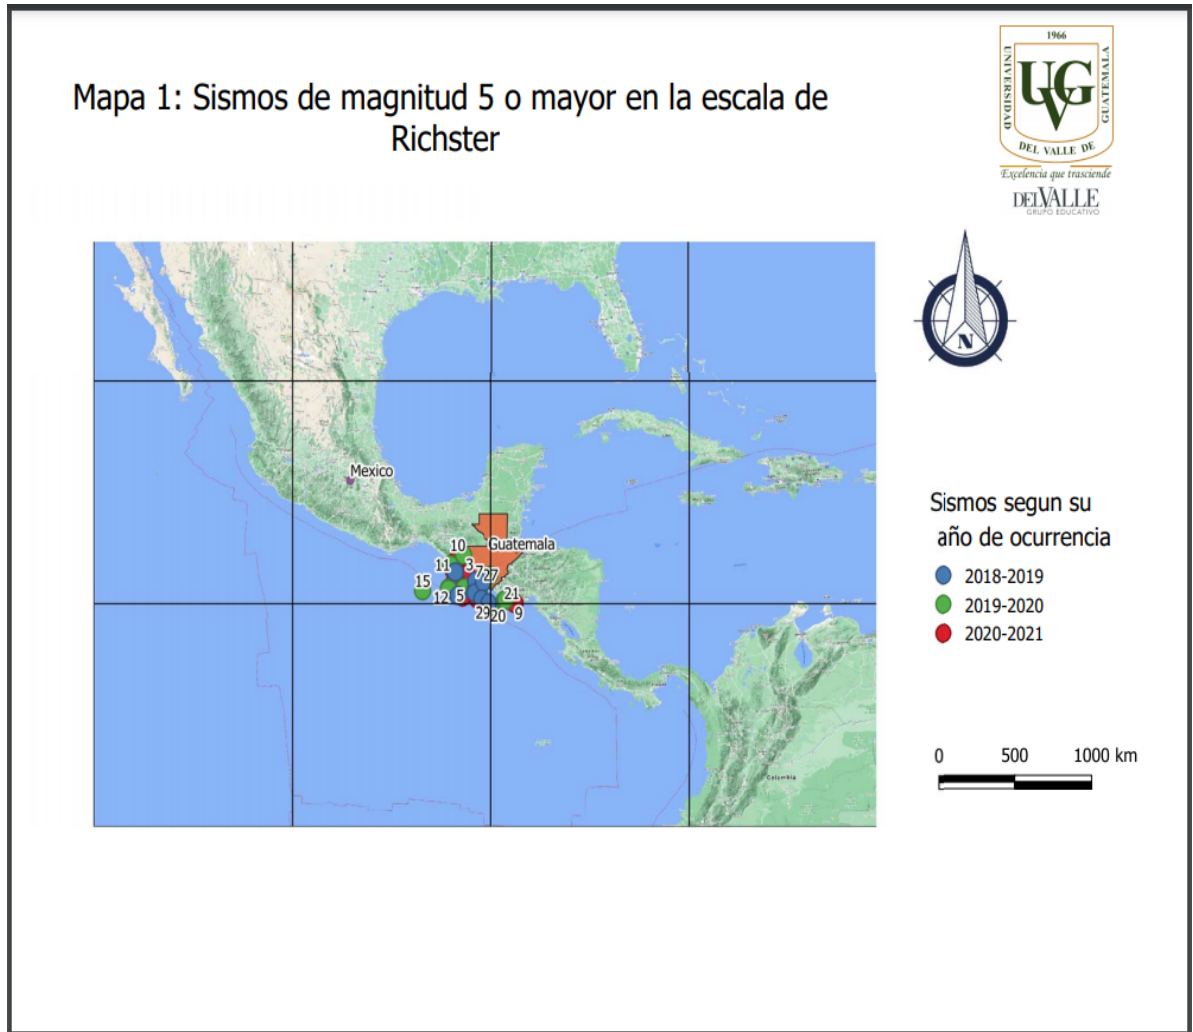 1966
UNIVERSIDAD
UVG
GUATEMALA
DEL VALLE DE
Excelencia que trasciende
DELVALLE
GRUPO EDUCATIVO
Mapa 1: Sismos de magnitud 5 o mayor en la escala de
Richster
N
Mexico
Guatemala
10
11
3
7
27
15
12
5
21
29
20
9
Colombia
Sismos segun su
año de ocurrencia
2018-2019
2019-2020
2020-2021
0 500 1000 km